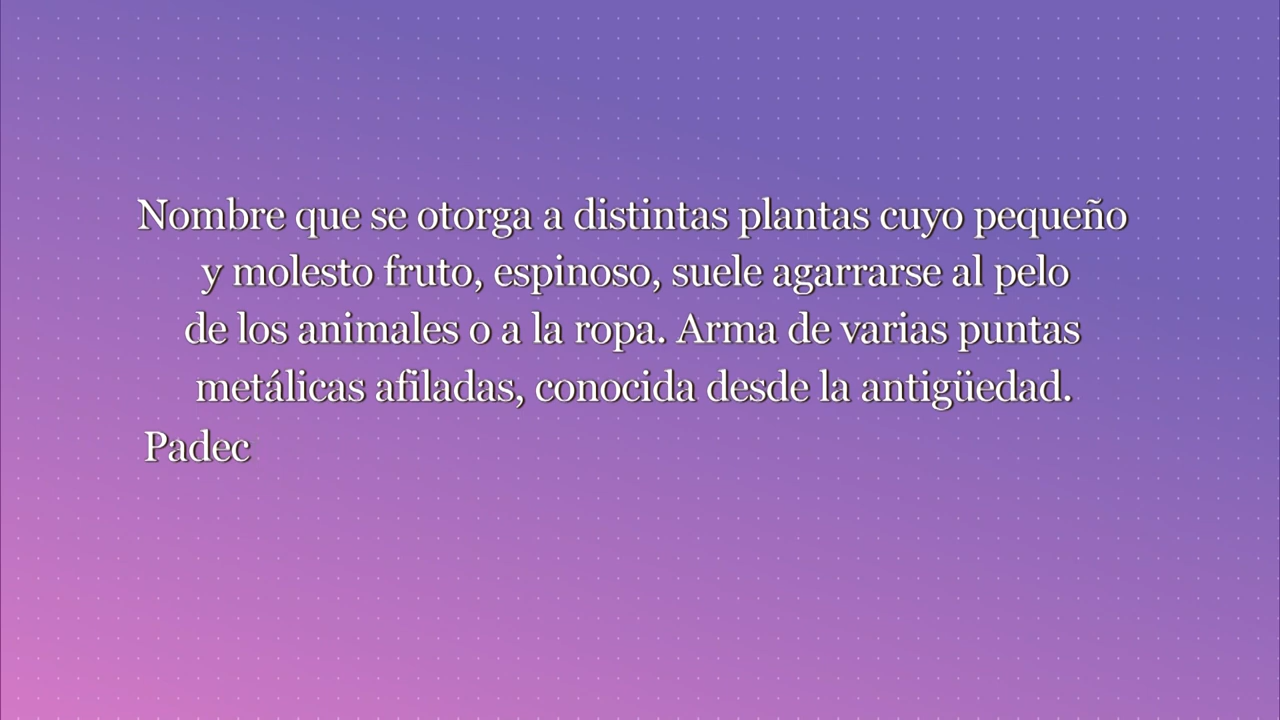 Nombre que se otorga a distintas plantas cuyo pequeño
y molesto fruto, espinoso, suele agarrarse al pelo
de los animales o a la ropa. Arma de varias puntas
metálicas afiladas, conocida desde la antigüedad.
Padec